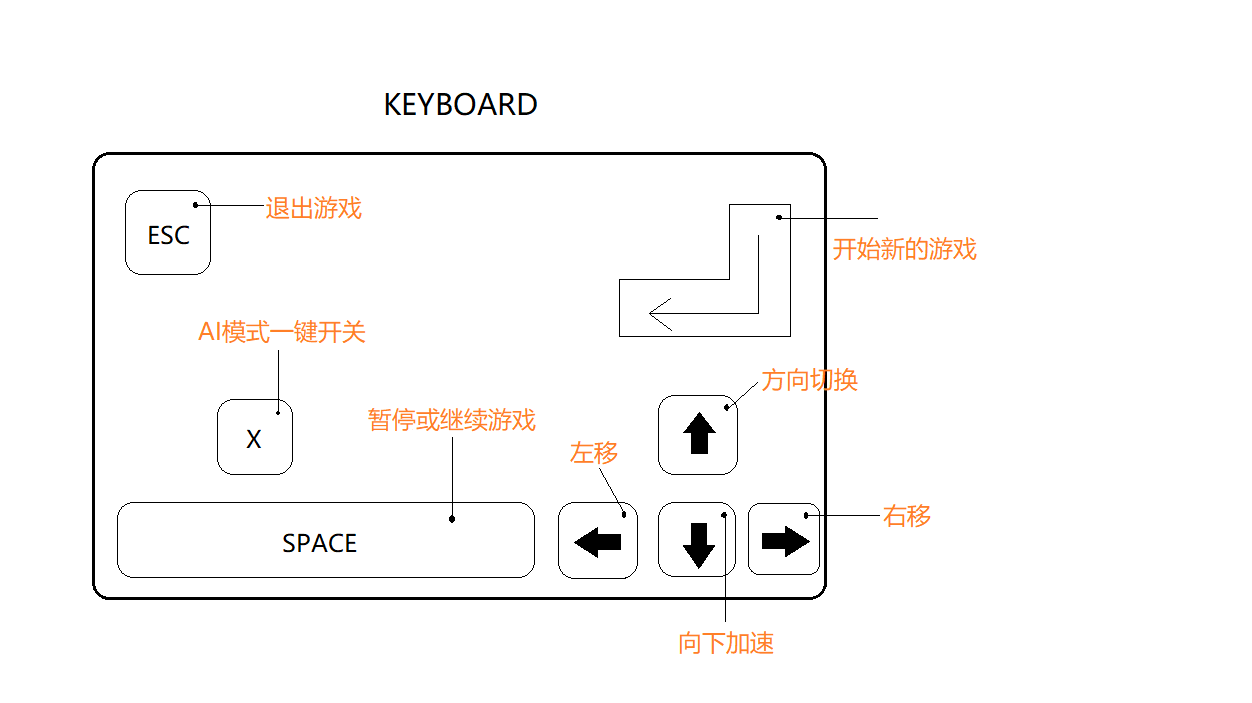 KEYBOARD
ESC
退出游戏
开始新的游戏
AI模式一键开关
方向切换
X
暂停或继续游戏
左移
SPACE
右移
向下加速